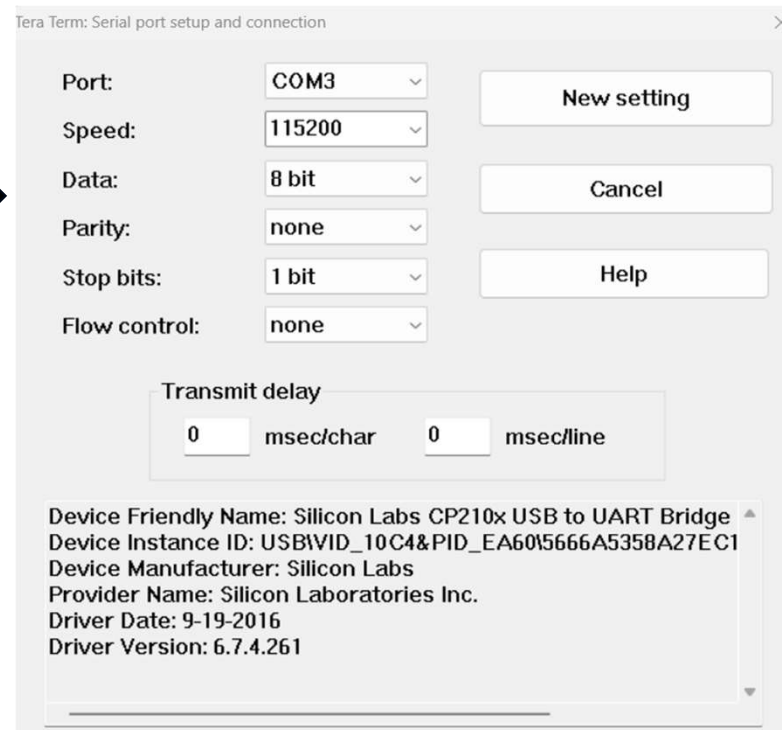 Tera Term: Serial port setup and connection
Port: COM3
New setting
Speed: 115200
Data: 8 bit
Cancel
Parity: none
Stop bits: 1 bit
Help
Flow control: none
Transmit delay
0 msec/char 0 msec/line
Device Friendly Name: Silicon Labs CP210x USB to UART Bridge
Device Instance ID: USB\VID_10C4&PID_EA60\5666A5358A27EC1
Device Manufacturer: Silicon Labs
Provider Name: Silicon Laboratories Inc.
Driver Date: 9-19-2016
Driver Version: 6.7.4.261